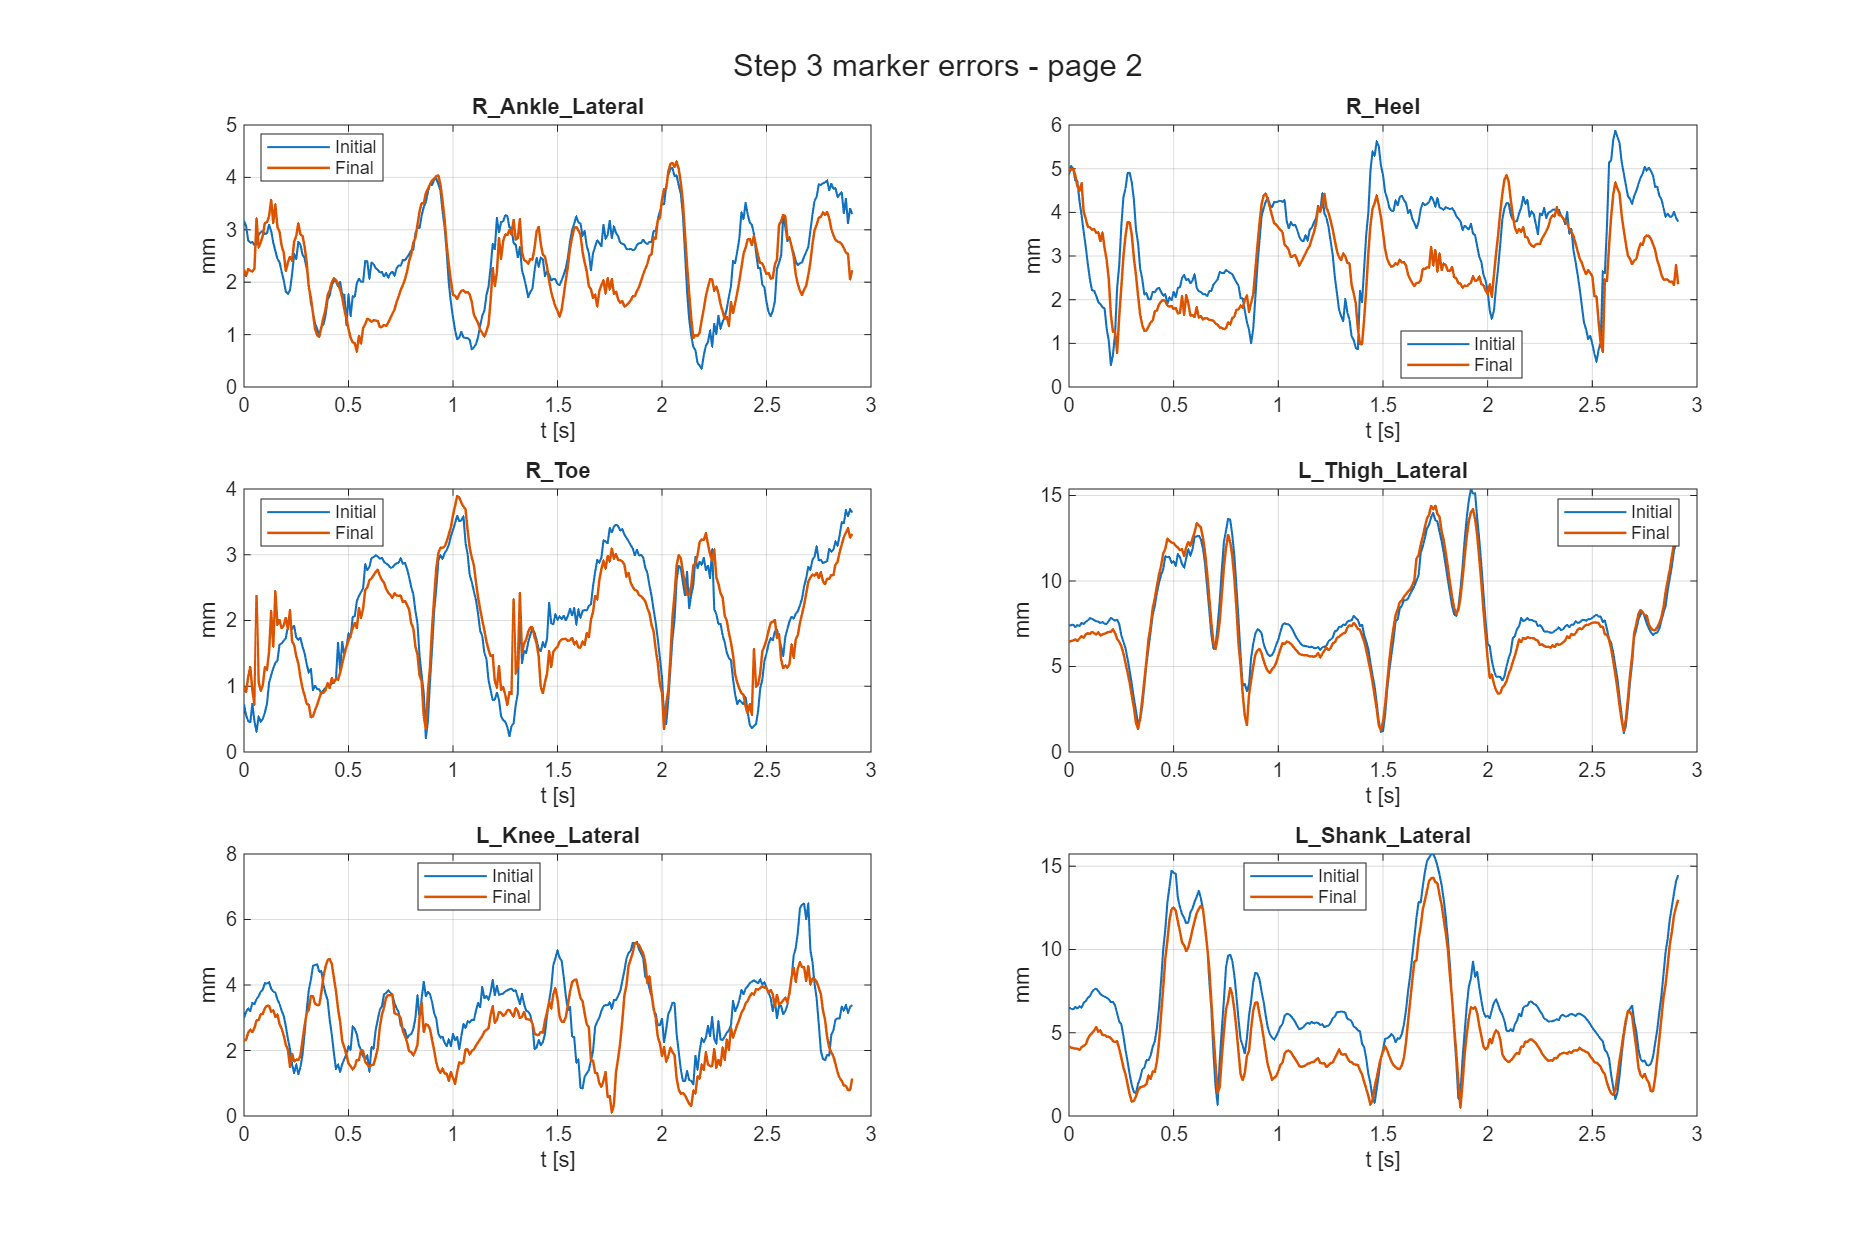 Step 3 marker errors - page 2
R_Ankle_Lateral
5
4
3
2
1
0
mm
Initial
Final
0 0.5 1 1.5 2 2.5 3
t [s]
R_Heel
6
5
4
3
2
1
0
mm
Initial
Final
0 0.5 1 1.5 2 2.5 3
t [s]
R_Toe
4
3
2
1
0
mm
Initial
Final
0 0.5 1 1.5 2 2.5 3
t [s]
L_Thigh_Lateral
15
10
5
0
mm
Initial
Final
0 0.5 1 1.5 2 2.5 3
t [s]
L_Knee_Lateral
8
6
4
2
0
mm
Initial
Final
0 0.5 1 1.5 2 2.5 3
t [s]
L_Shank_Lateral
15
10
5
0
mm
Initial
Final
0 0.5 1 1.5 2 2.5 3
t [s]